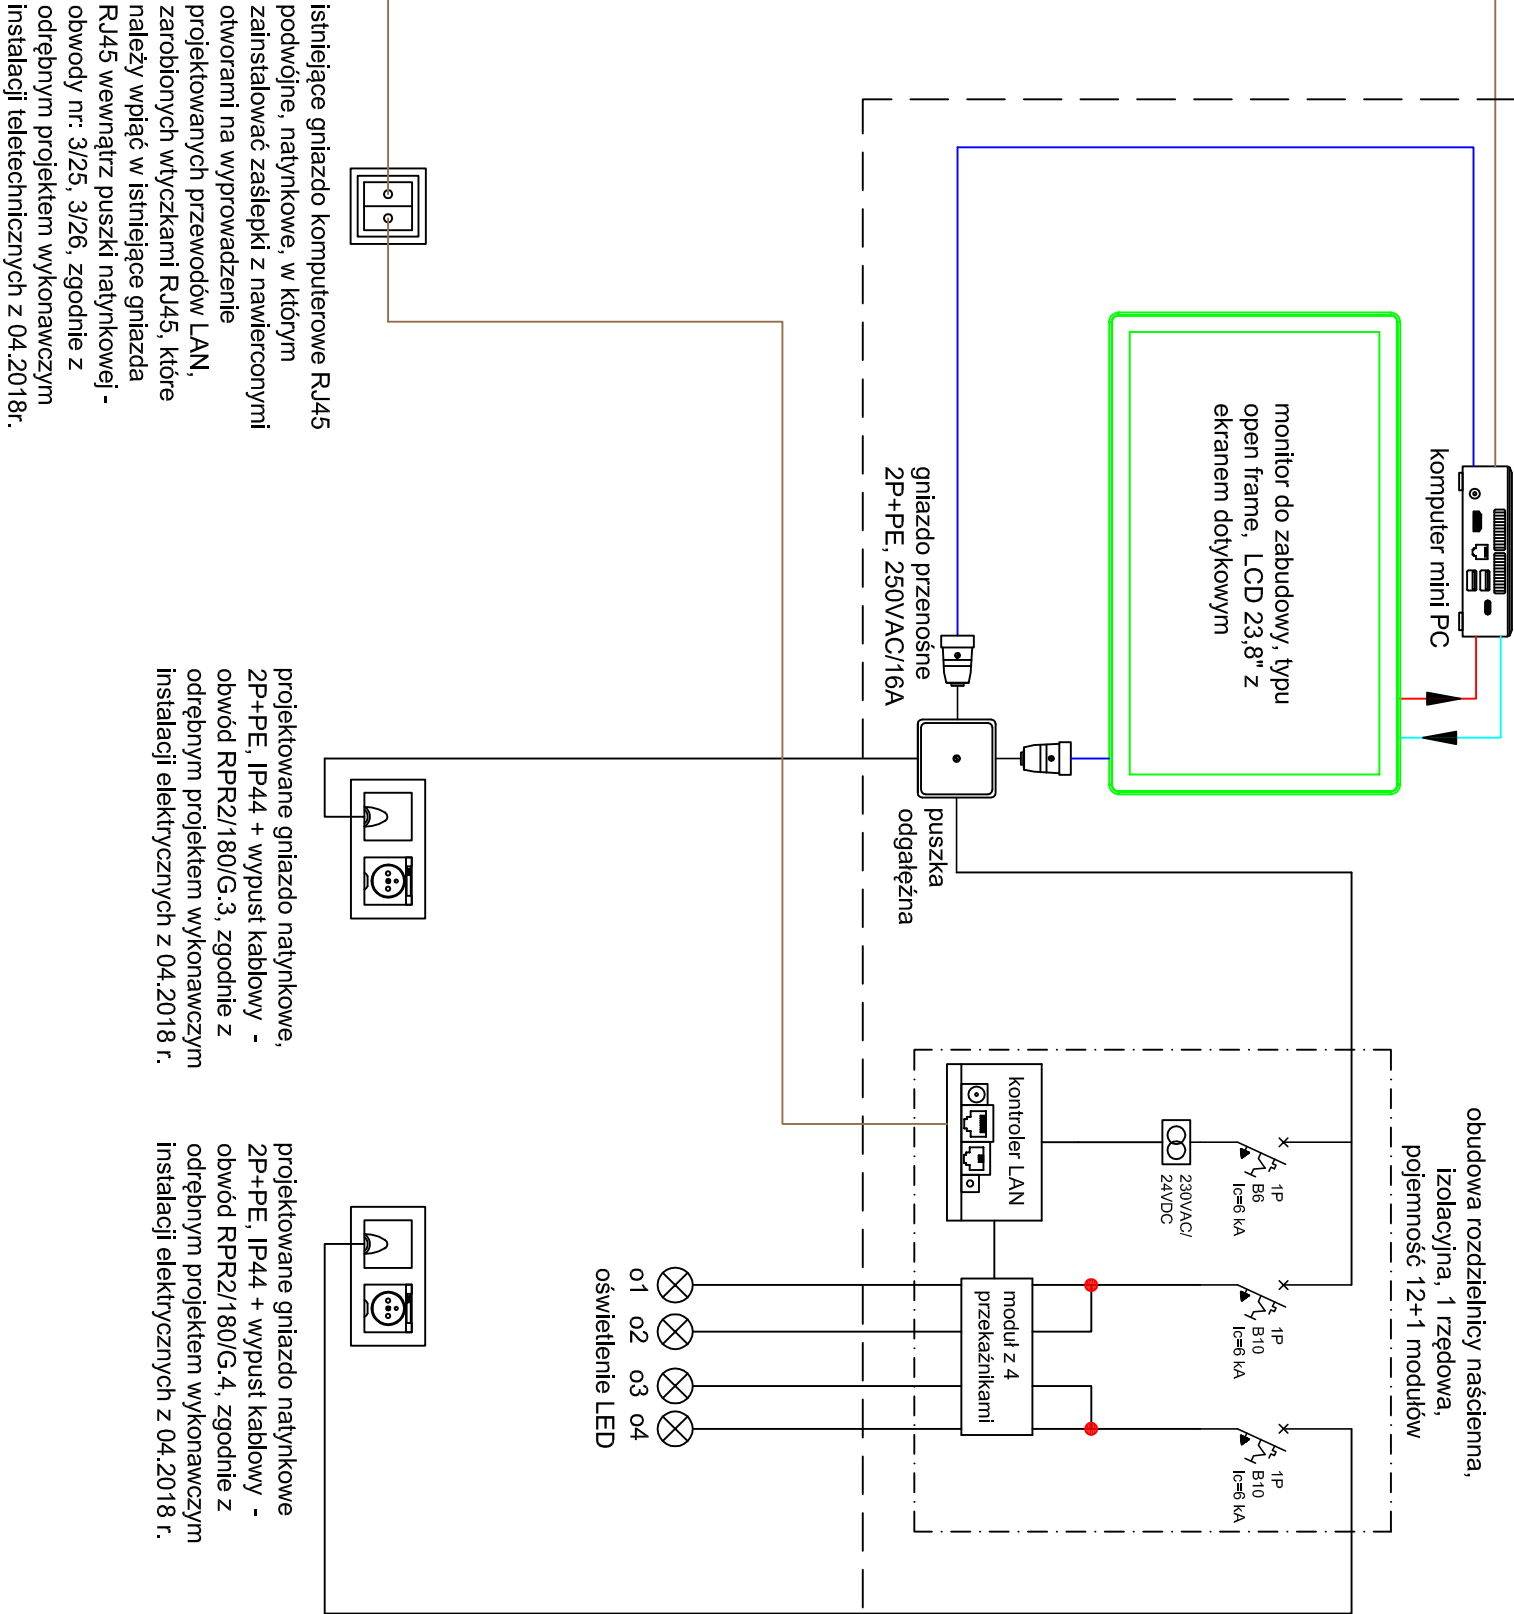 komputer mini PC
monitor do zabudowy, typu
open frame, LCD 23,8" z
ekranem dotykowym
gniazdo przenośne
2P+PE, 250VAC/16A
puszka
odgałęźna
obudowa rozdzielnicy naścienna,
izolacyjna, 1 rzędowa,
pojemność 12+1 modułów
1P
B6
Ic=6 kA
1P
B10
Ic=6 kA
1P
B10
Ic=6 kA
230VAC/
24VDC
kontroler LAN
moduł z 4
przekaźnikami
o1 o2 o3 o4
oświetlenie LED
istniejące gniazdo komputerowe RJ45
podwójne, natynkowe, w którym
zainstalować zaślepki z nawierconymi
otworami na wyprowadzenie
projektowanych przewodów LAN,
zarobionych wtyczkami RJ45, które
należy wpiąć w istniejące gniazda
RJ45 wewnątrz puszki natynkowej -
obwody nr: 3/25, 3/26, zgodnie z
odrębnym projektem wykonawczym
instalacji teletechnicznych z 04.2018r.
projektowane gniazdo natynkowe,
2P+PE, IP44 + wypust kablowy -
obwód RPR2/180/G.3, zgodnie z
odrębnym projektem wykonawczym
instalacji elektrycznych z 04.2018 r.
projektowane gniazdo natynkowe
2P+PE, IP44 + wypust kablowy -
obwód RPR2/180/G.4, zgodnie z
odrębnym projektem wykonawczym
instalacji elektrycznych z 04.2018 r.